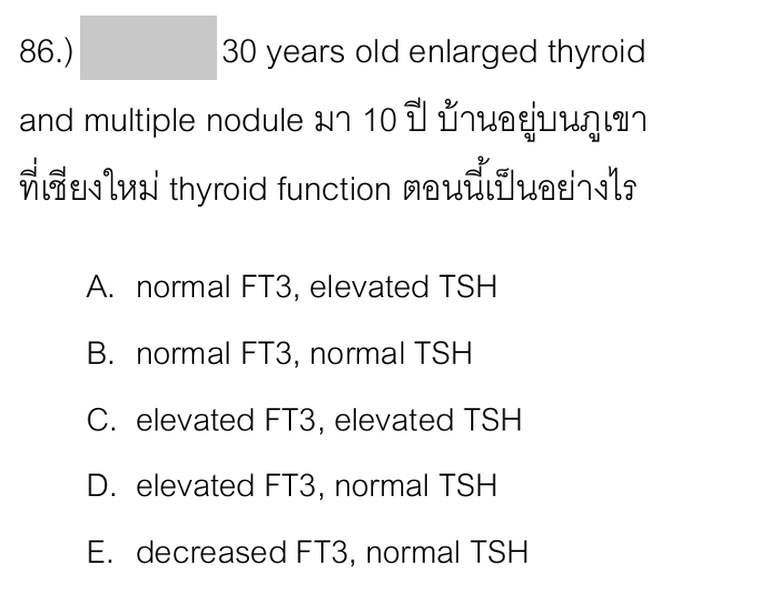 86.) 30 years old enlarged thyroid
and multiple nodule มา 10 ปี บ้านอยู่บนภูเขา
ที่เชียงใหม่ thyroid function ตอนนี้เป็นอย่างไร
A. normal FT3, elevated TSH
B. normal FT3, normal TSH
C. elevated FT3, elevated TSH
D. elevated FT3, normal TSH
E. decreased FT3, normal TSH